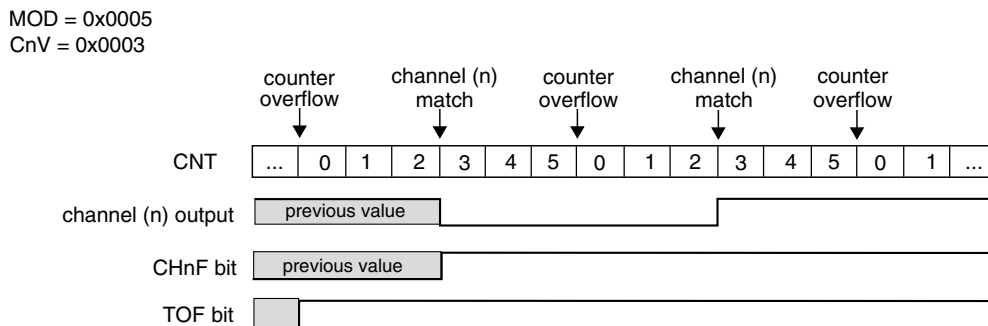 MOD = 0x0005
CnV = 0x0003
counter overflow
channel (n) match
counter overflow
channel (n) match
counter overflow
CNT ... 0 1 2 3 4 5 0 1 2 3 4 5 0 1 ...
channel (n) output previous value
CHnF bit previous value
TOF bit